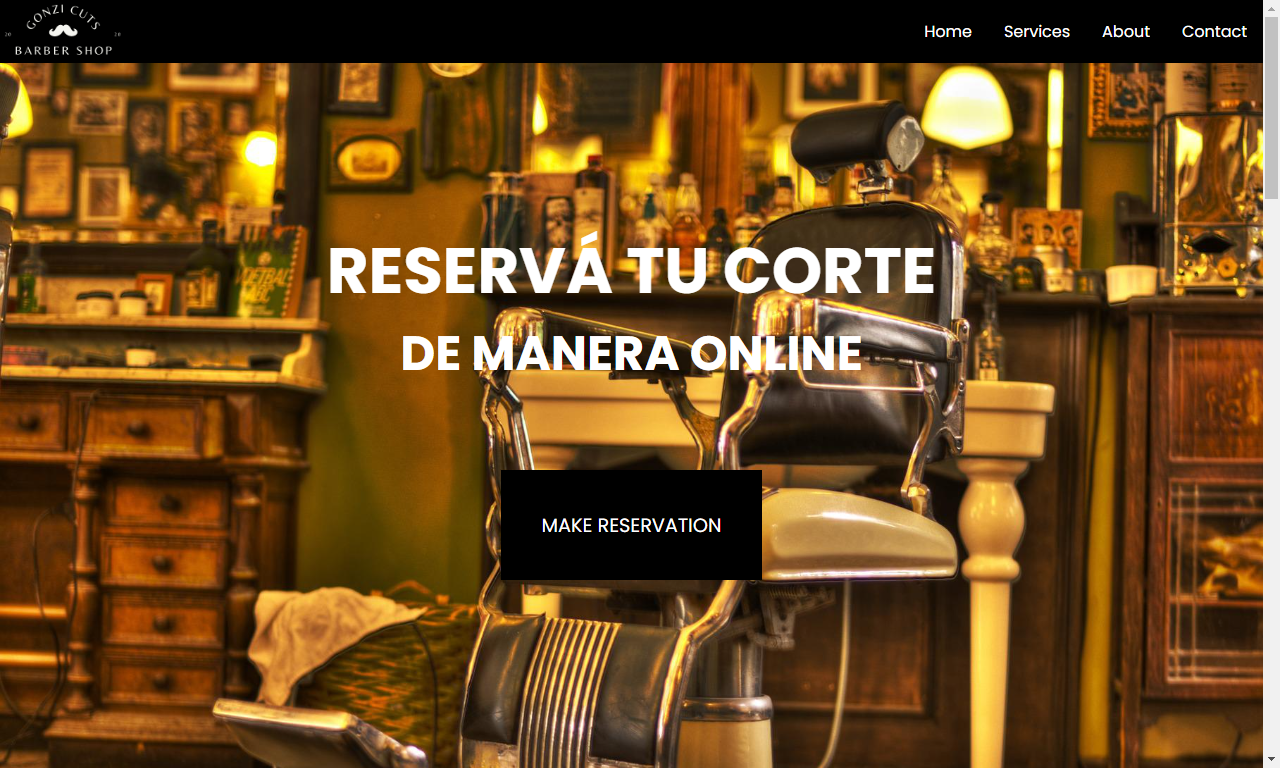 GONZI CUTS
20 20
BARBER SHOP
Home Services About Contact
RESERVÁ TU CORTE
DE MANERA ONLINE
MAKE RESERVATION